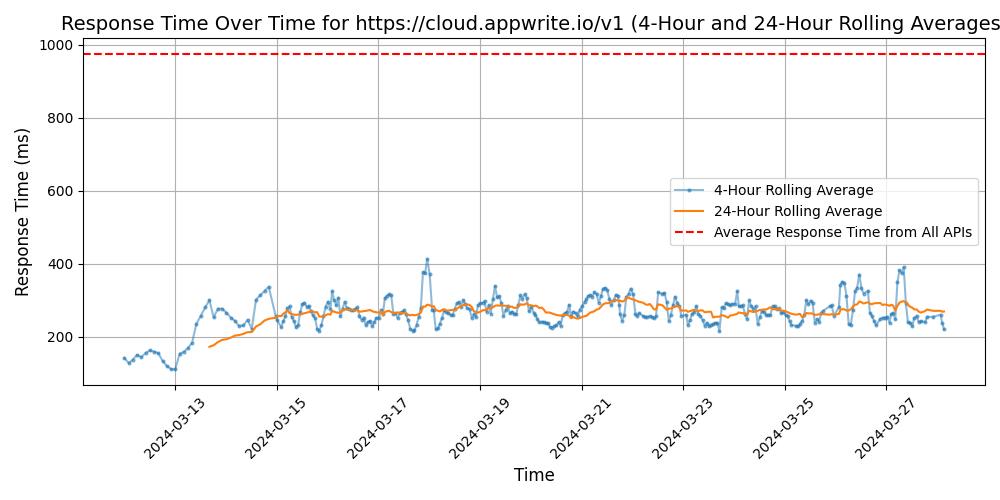 Response Time Over Time for https://cloud.appwrite.io/v1 (4-Hour and 24-Hour Rolling Averages
Response Time (ms)
1000
800
600
400
200
4-Hour Rolling Average
24-Hour Rolling Average
Average Response Time from All APIs
2024-03-13
2024-03-15
2024-03-17
2024-03-19
2024-03-21
2024-03-23
2024-03-25
2024-03-27
Time